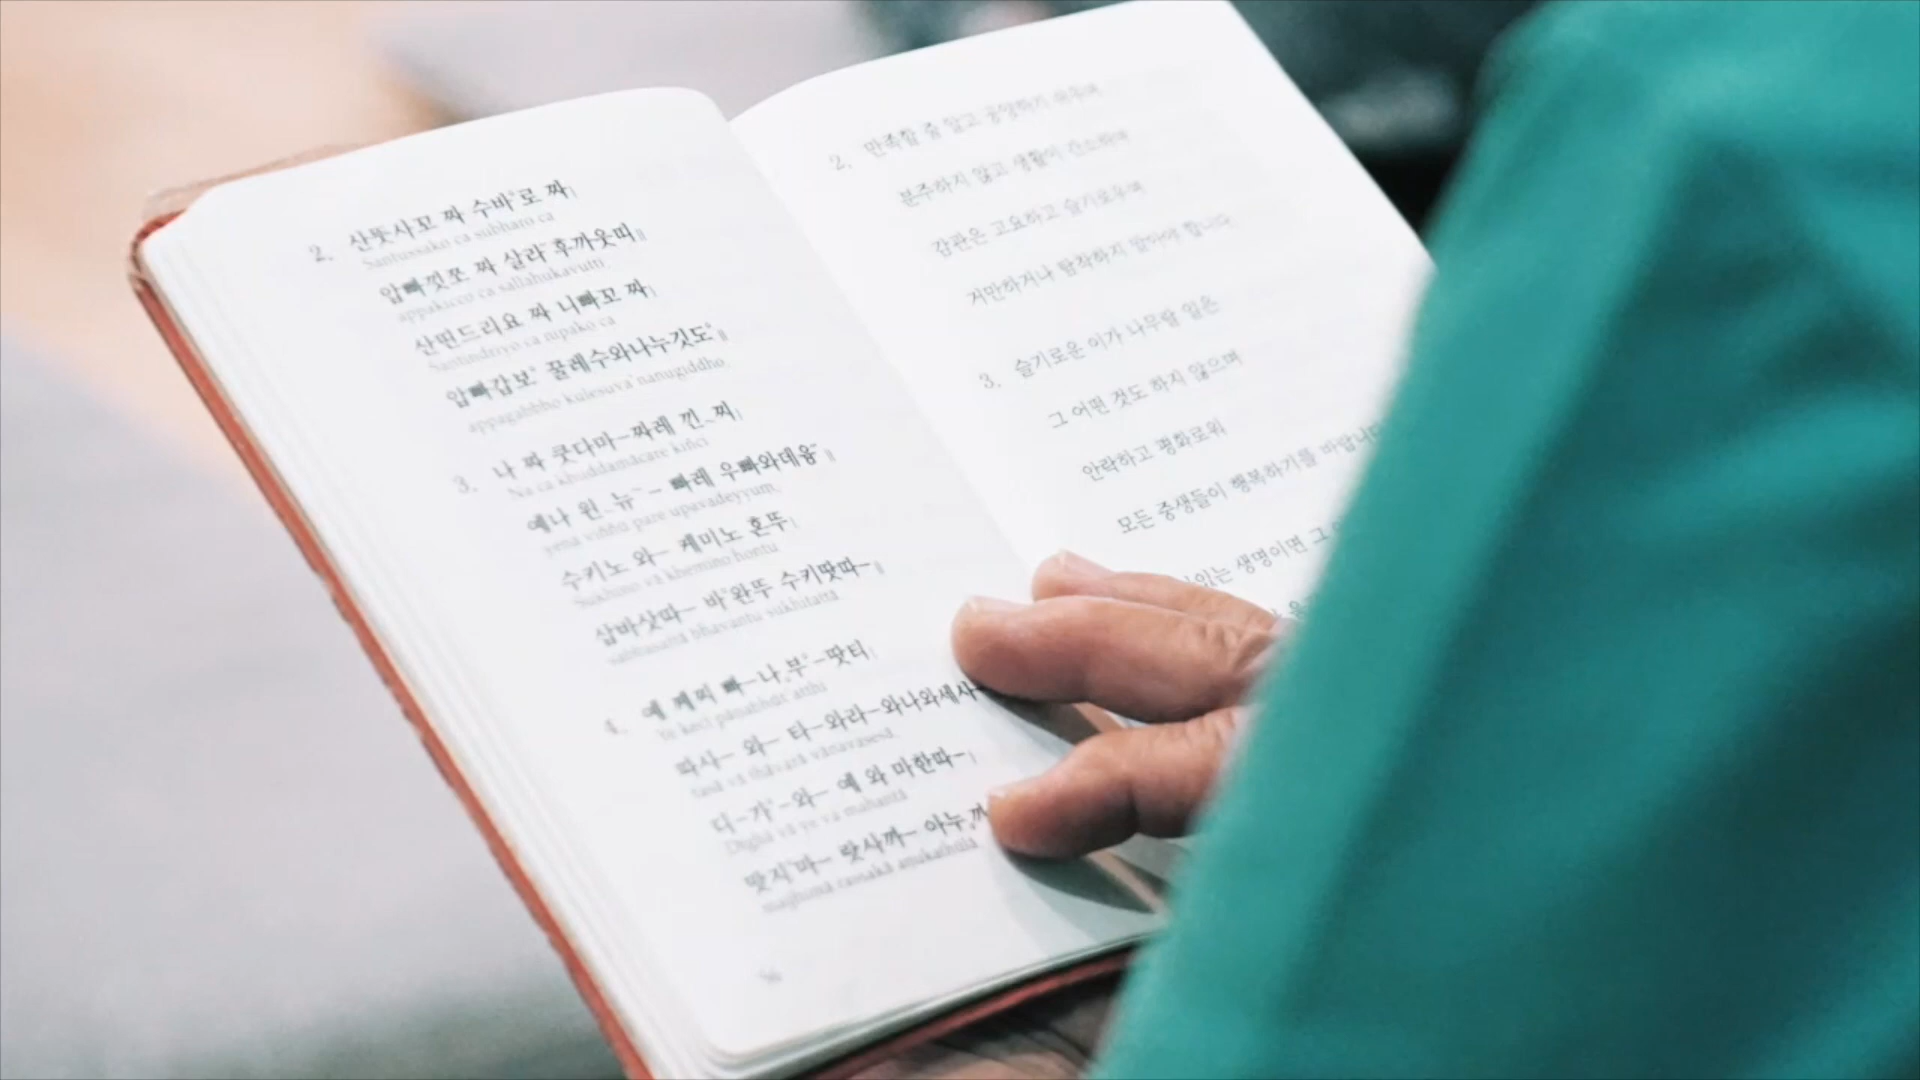 2. 산뚯사꼬 짜 수바°로 짜|
Santussako ca subharo ca
압빠낏쪼 짜 살라˘후까웃띠||
appakicco ca sallahukavutti,
산띤드리요 짜 니빠꼬 짜|
Santindriyo ca nipako ca
압빠갑보° 꿀레수와나누깃도°||
appagabbho kulesuva'nanugiddho.
3. 나 짜 쿳다마–짜레 낀、찌|
Na ca khuddamācare kiñci
예나 윈、뉴˜– 빠레 우빠와데융˜||
yena viññū pare upavadeyyuṃ,
수키노 와– 케미노 혼뚜|
Sukhino vā khemino hontu
삽바삿따– 바°완뚜 수키땃따–||
sabbasattā bhavantu sukhitattā.
4. 예 께찌 빠–나˳부°–땃티|
Ye keci pāṇabhūt'atthi
따사– 와– 타–와라–와나와세사
tasā vā thāvarā vanavasesā,
디–가°–와– 예 와 마한따–|
Dīghā vā ye va mahantā
맛지°마– 랏사까– 아누˳까
majjhimā rassakā aṇukathūlā.
2. 만족할 줄 알고 공양하기 쉬우며
분주하지 않고 생활이 간소하며
감관은 고요하고 슬기로우며
거만하거나 탐착하지 말아야 합니다.
3. 슬기로운 이가 나무랄 일은
그 어떤 것도 하지 않으며
안락하고 평화로워
모든 중생들이 행복하기를 바랍니다
있는 생명이면 그